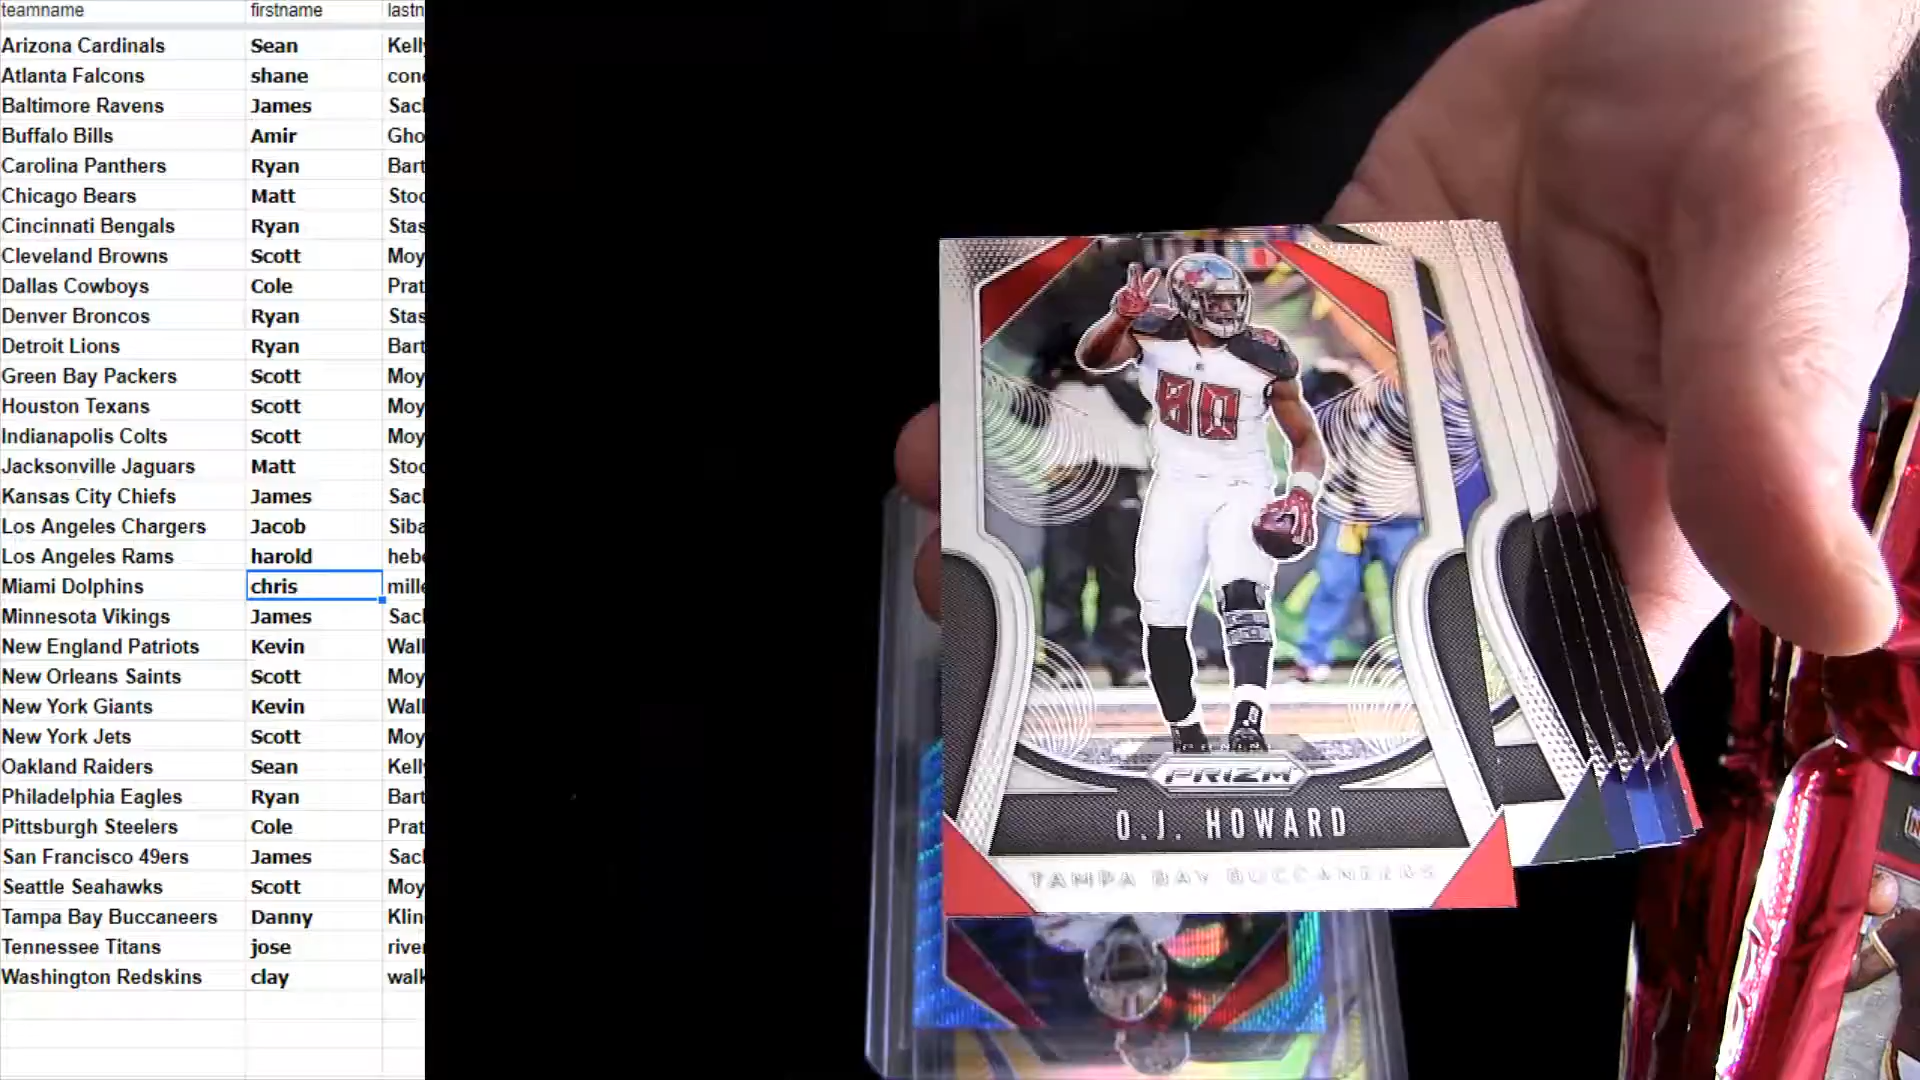 teamname firstname lastn
Arizona Cardinals Sean Kelly
Atlanta Falcons shane con
Baltimore Ravens James Sac
Buffalo Bills Amir Gho
Carolina Panthers Ryan Bart
Chicago Bears Matt Stoc
Cincinnati Bengals Ryan Stas
Cleveland Browns Scott Moy
Dallas Cowboys Cole Prat
Denver Broncos Ryan Stas
Detroit Lions Ryan Bart
Green Bay Packers Scott Moy
Houston Texans Scott Moy
Indianapolis Colts Scott Moy
Jacksonville Jaguars Matt Stoc
Kansas City Chiefs James Sac
Los Angeles Chargers Jacob Siba
Los Angeles Rams harold hebe
Miami Dolphins chris mille
Minnesota Vikings James Sac
New England Patriots Kevin Wall
New Orleans Saints Scott Moy
New York Giants Kevin Wall
New York Jets Scott Moy
Oakland Raiders Sean Kelly
Philadelphia Eagles Ryan Bart
Pittsburgh Steelers Cole Prat
San Francisco 49ers James Sac
Seattle Seahawks Scott Moy
Tampa Bay Buccaneers Danny Klin
Tennessee Titans jose river
Washington Redskins clay walk
80
PANINI
PRIZM
O.J. HOWARD
TAMPA BAY BUCCANEERS